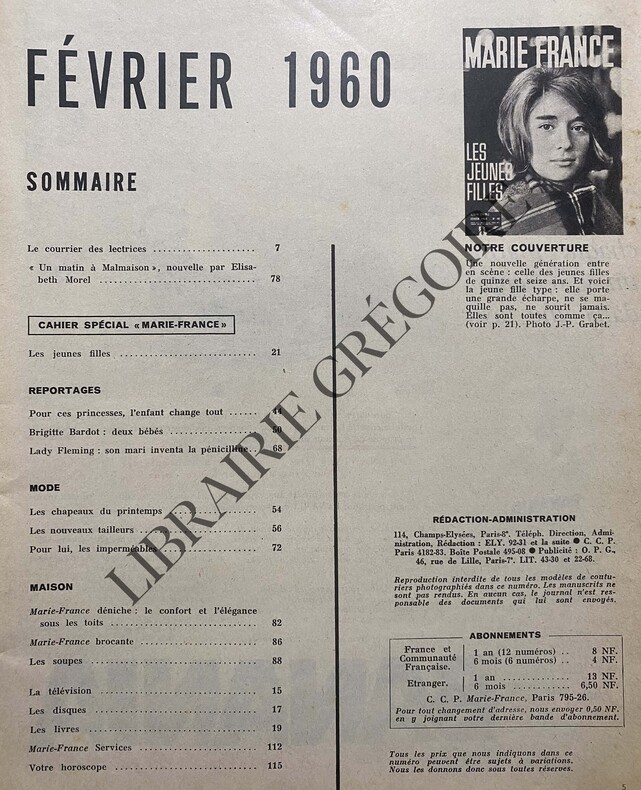 FÉVRIER 1960
SOMMAIRE
Le courrier des lectrices .................... 7
« Un matin à Malmaison », nouvelle par Elisa-
beth Morel .............................. 78
CAHIER SPÉCIAL « MARIE-FRANCE »
Les jeunes filles .......................... 21
REPORTAGES
Pour ces princesses, l'enfant change tout ...... 44
Brigitte Bardot : deux bébés ................ 50
Lady Fleming : son mari inventa la pénicilline.. 68
MODE
Les chapeaux du printemps .................. 54
Les nouveaux tailleurs ...................... 56
Pour lui, les imperméables .................. 72
MAISON
Marie-France déniche : le confort et l'élégance
sous les toits ............................ 82
Marie-France brocante ...................... 86
Les soupes ................................ 88
La télévision .............................. 15
Les disques ................................ 17
Les livres .................................. 19
Marie-France Services ...................... 112
Votre horoscope ............................ 115
MARIE FRANCE
LES
JEUNES
FILLES
NOTRE COUVERTURE
Une nouvelle génération entre
en scène : celle des jeunes filles
de quinze et seize ans. Et voici
la jeune fille type : elle porte
une grande écharpe, ne se ma-
quille pas, ne sourit jamais.
Elles sont toutes comme ça...
(voir p. 21). Photo J.-P. Grabet.
RÉDACTION-ADMINISTRATION
114, Champs-Elysées, Paris-8e. Téléph. Direction, Admi-
nistration, Rédaction : ELY. 92-31 et la suite ● C. C. P.
Paris 4182-83. Boîte Postale 495-08 ● Publicité : O. P. G.,
46, rue de Lille, Paris-7e. LIT. 43-30 et 22-68.
Reproduction interdite de tous les modèles de coutu-
riers photographiés dans ce numéro. Les manuscrits ne
sont pas rendus. En aucun cas, le journal n'est res-
ponsable des documents qui lui sont envoyés.
ABONNEMENTS
France et Communauté Française. 1 an (12 numéros) .. 8 NF.
6 mois (6 numéros) .. 4 NF.
Etranger. 1 an .............. 13 NF.
6 mois ............ 6,50 NF.
C. C. P. Marie-France, Paris 795-26.
Pour tout changement d'adresse, nous envoyer 0,50 NF.
en y joignant votre dernière bande d'abonnement.
Tous les prix que nous indiquons dans ce
numéro peuvent être sujets à variations.
Nous les donnons donc sous toutes réserves.
5
LIBRAIRIE GRÉGOIRE